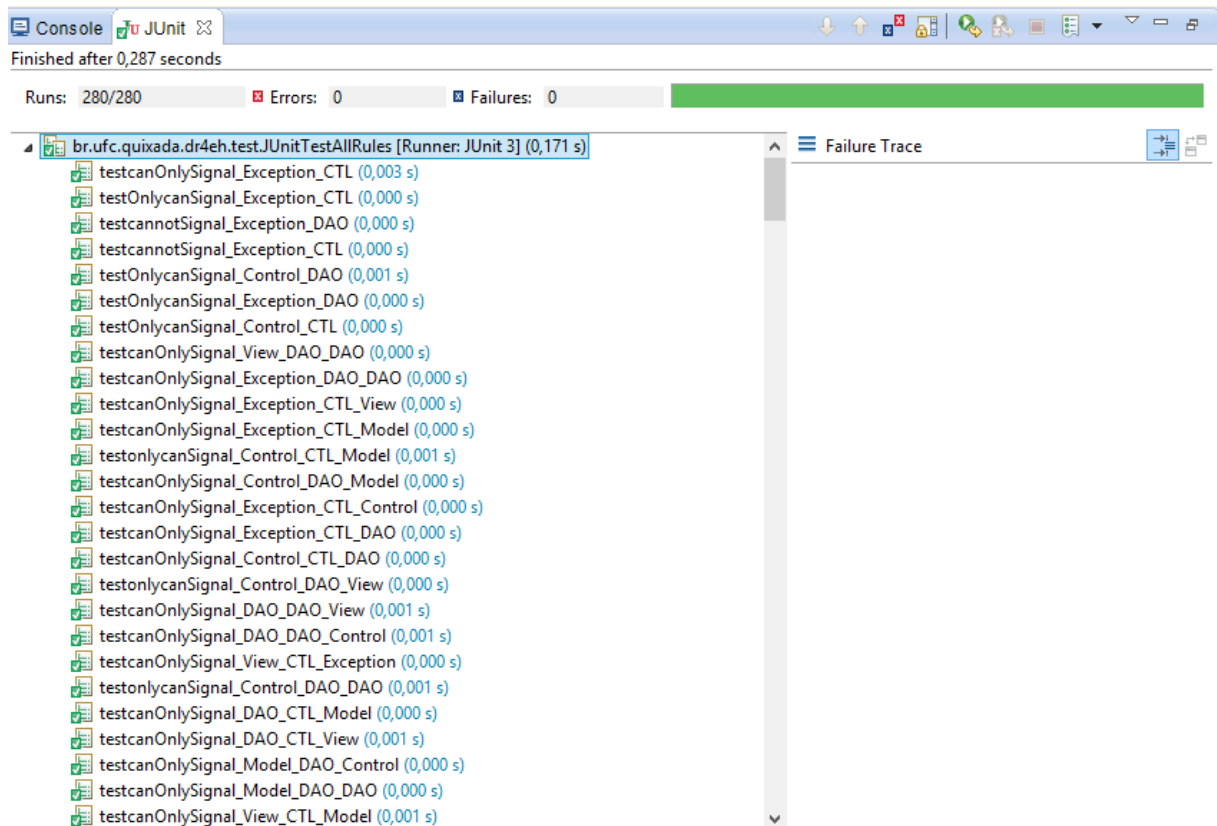 Console JUnit
Finished after 0,287 seconds
Runs: 280/280 Errors: 0 Failures: 0
br.ufc.quixada.dr4eh.test.JUnitTestAllRules [Runner: JUnit 3] (0,171 s)
Failure Trace
testcanOnlySignal_Exception_CTL (0,003 s)
testOnlycanSignal_Exception_CTL (0,000 s)
testcannotSignal_Exception_DAO (0,000 s)
testcannotSignal_Exception_CTL (0,000 s)
testOnlycanSignal_Control_DAO (0,001 s)
testOnlycanSignal_Exception_DAO (0,000 s)
testOnlycanSignal_Control_CTL (0,000 s)
testcanOnlySignal_View_DAO_DAO (0,000 s)
testcanOnlySignal_Exception_DAO_DAO (0,000 s)
testcanOnlySignal_Exception_CTL_View (0,000 s)
testcanOnlySignal_Exception_CTL_Model (0,000 s)
testonlycanSignal_Control_CTL_Model (0,001 s)
testcanOnlySignal_Control_DAO_Model (0,000 s)
testcanOnlySignal_Exception_CTL_Control (0,000 s)
testcanOnlySignal_Exception_CTL_DAO (0,000 s)
testcanOnlySignal_Control_CTL_DAO (0,000 s)
testonlycanSignal_Control_DAO_View (0,000 s)
testcanOnlySignal_DAO_DAO_View (0,001 s)
testcanOnlySignal_DAO_DAO_Control (0,001 s)
testcanOnlySignal_View_CTL_Exception (0,000 s)
testonlycanSignal_Control_DAO_DAO (0,001 s)
testcanOnlySignal_DAO_CTL_Model (0,000 s)
testcanOnlySignal_DAO_CTL_View (0,001 s)
testcanOnlySignal_Model_DAO_Control (0,000 s)
testcanOnlySignal_Model_DAO_DAO (0,000 s)
testcanOnlySignal_View_CTL_Model (0,001 s)